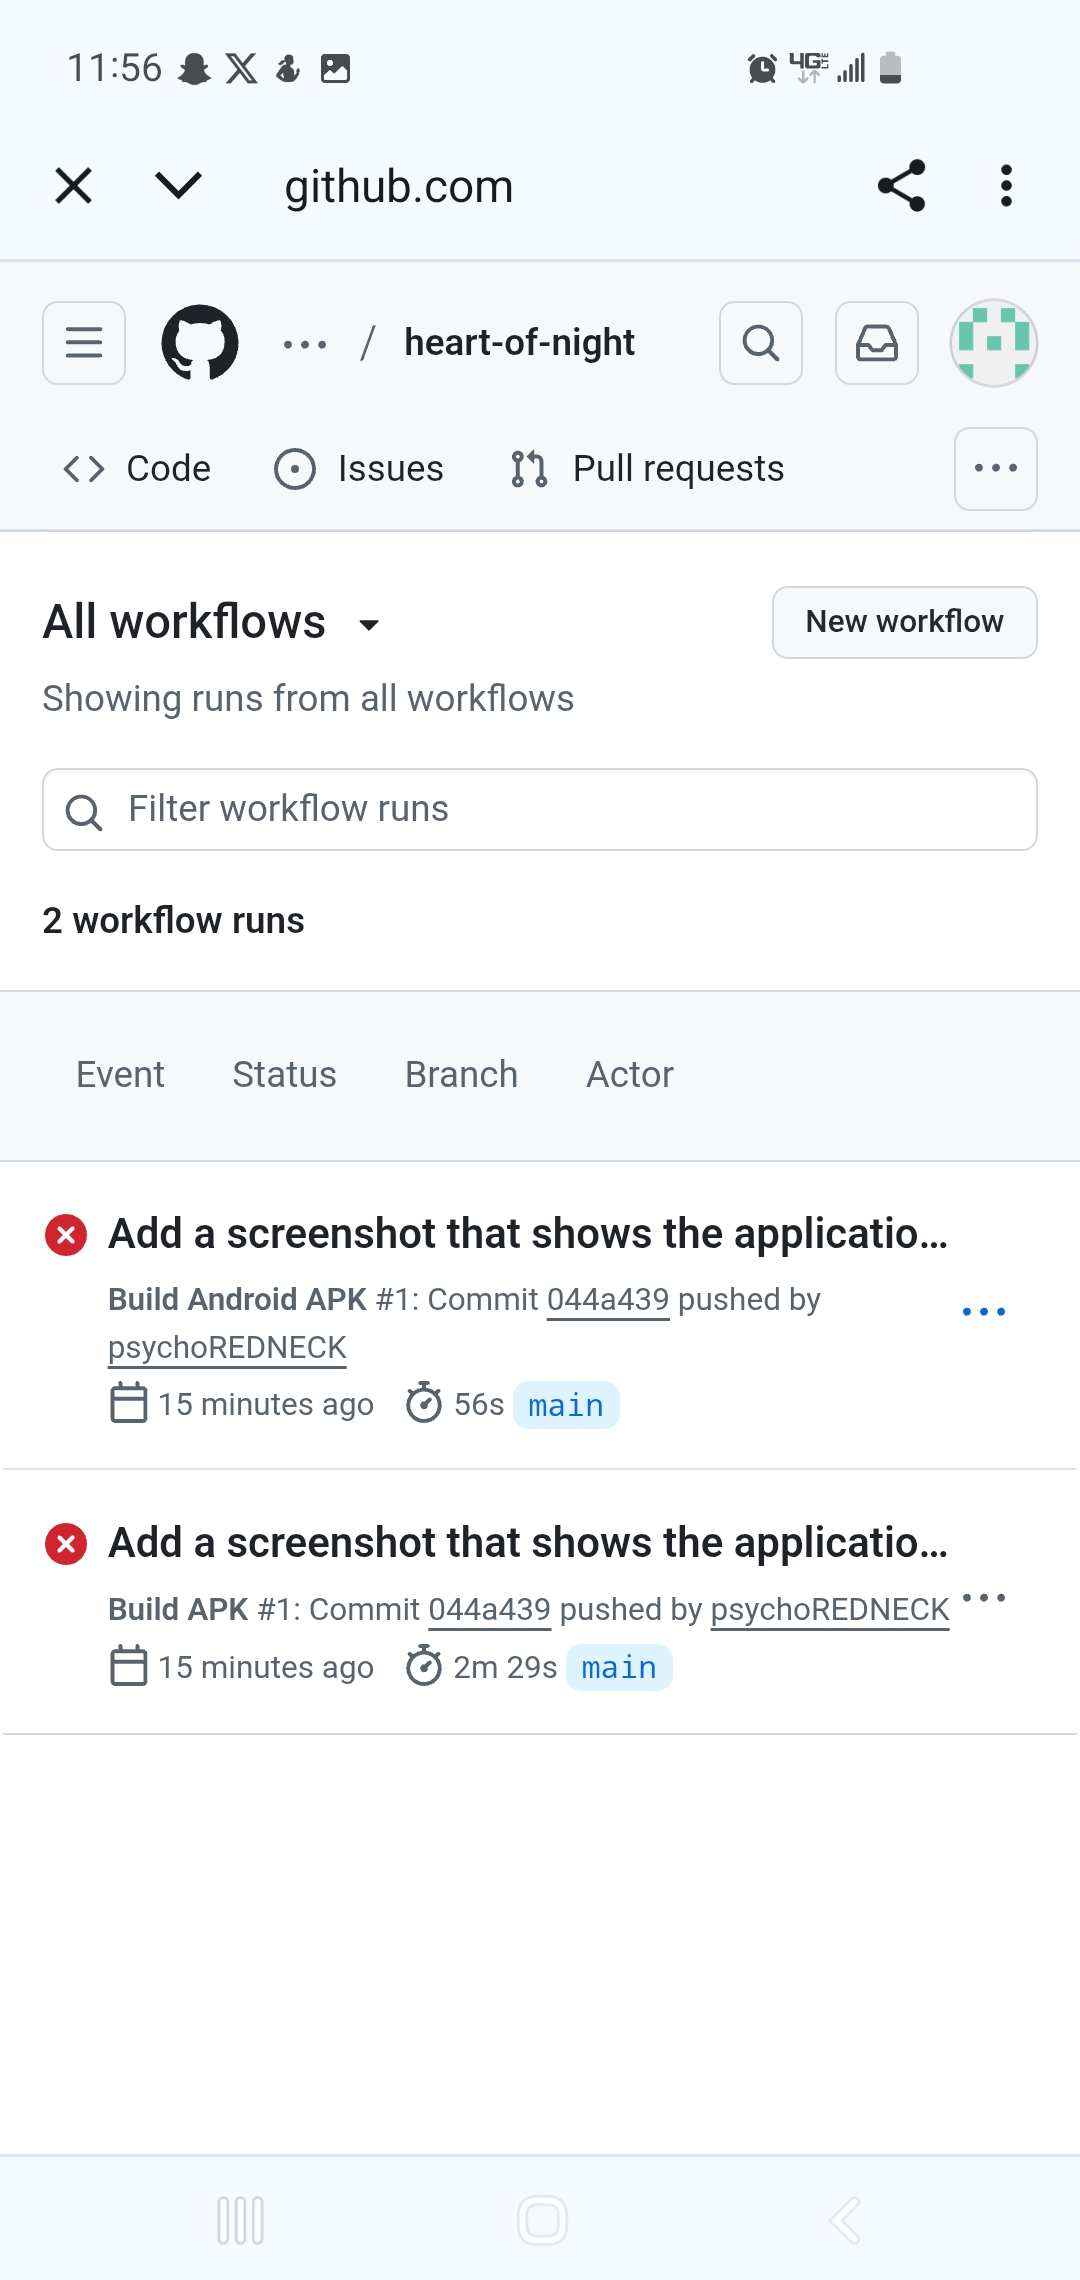 11:56
4G LTE
github.com
... / heart-of-night
Code Issues Pull requests
All workflows
New workflow
Showing runs from all workflows
Filter workflow runs
2 workflow runs
Event Status Branch Actor
Add a screenshot that shows the applicatio...
Build Android APK #1: Commit 044a439 pushed by
psychoREDNECK
15 minutes ago 56s main
Add a screenshot that shows the applicatio...
Build APK #1: Commit 044a439 pushed by psychoREDNECK
15 minutes ago 2m 29s main